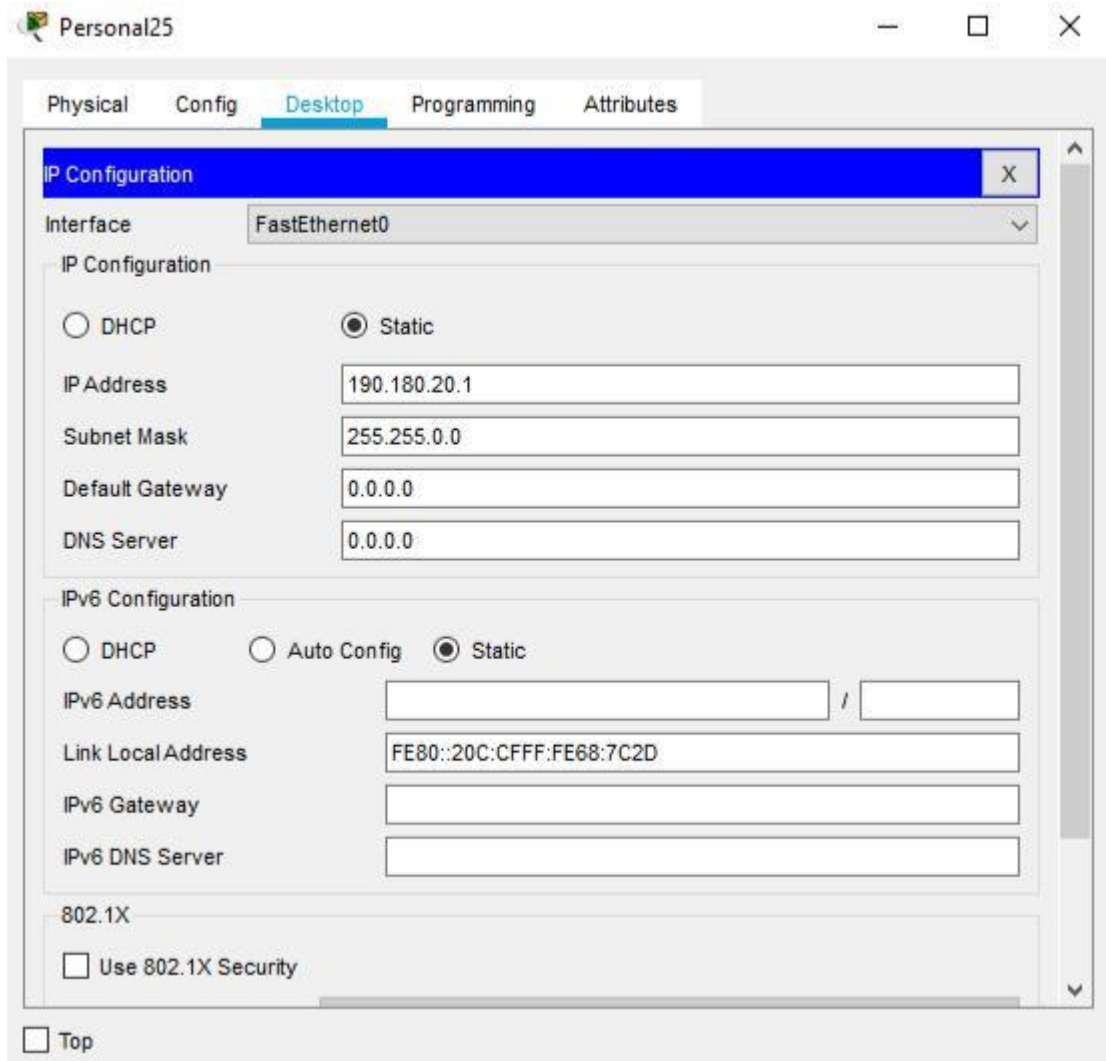 Personal25
Physical Config Desktop Programming Attributes
IP Configuration X
Interface FastEthernet0
IP Configuration
DHCP Static
IP Address 190.180.20.1
Subnet Mask 255.255.0.0
Default Gateway 0.0.0.0
DNS Server 0.0.0.0
IPv6 Configuration
DHCP Auto Config Static
IPv6 Address /
Link Local Address FE80::20C:CFFF:FE68:7C2D
IPv6 Gateway
IPv6 DNS Server
802.1X
Use 802.1X Security
Top